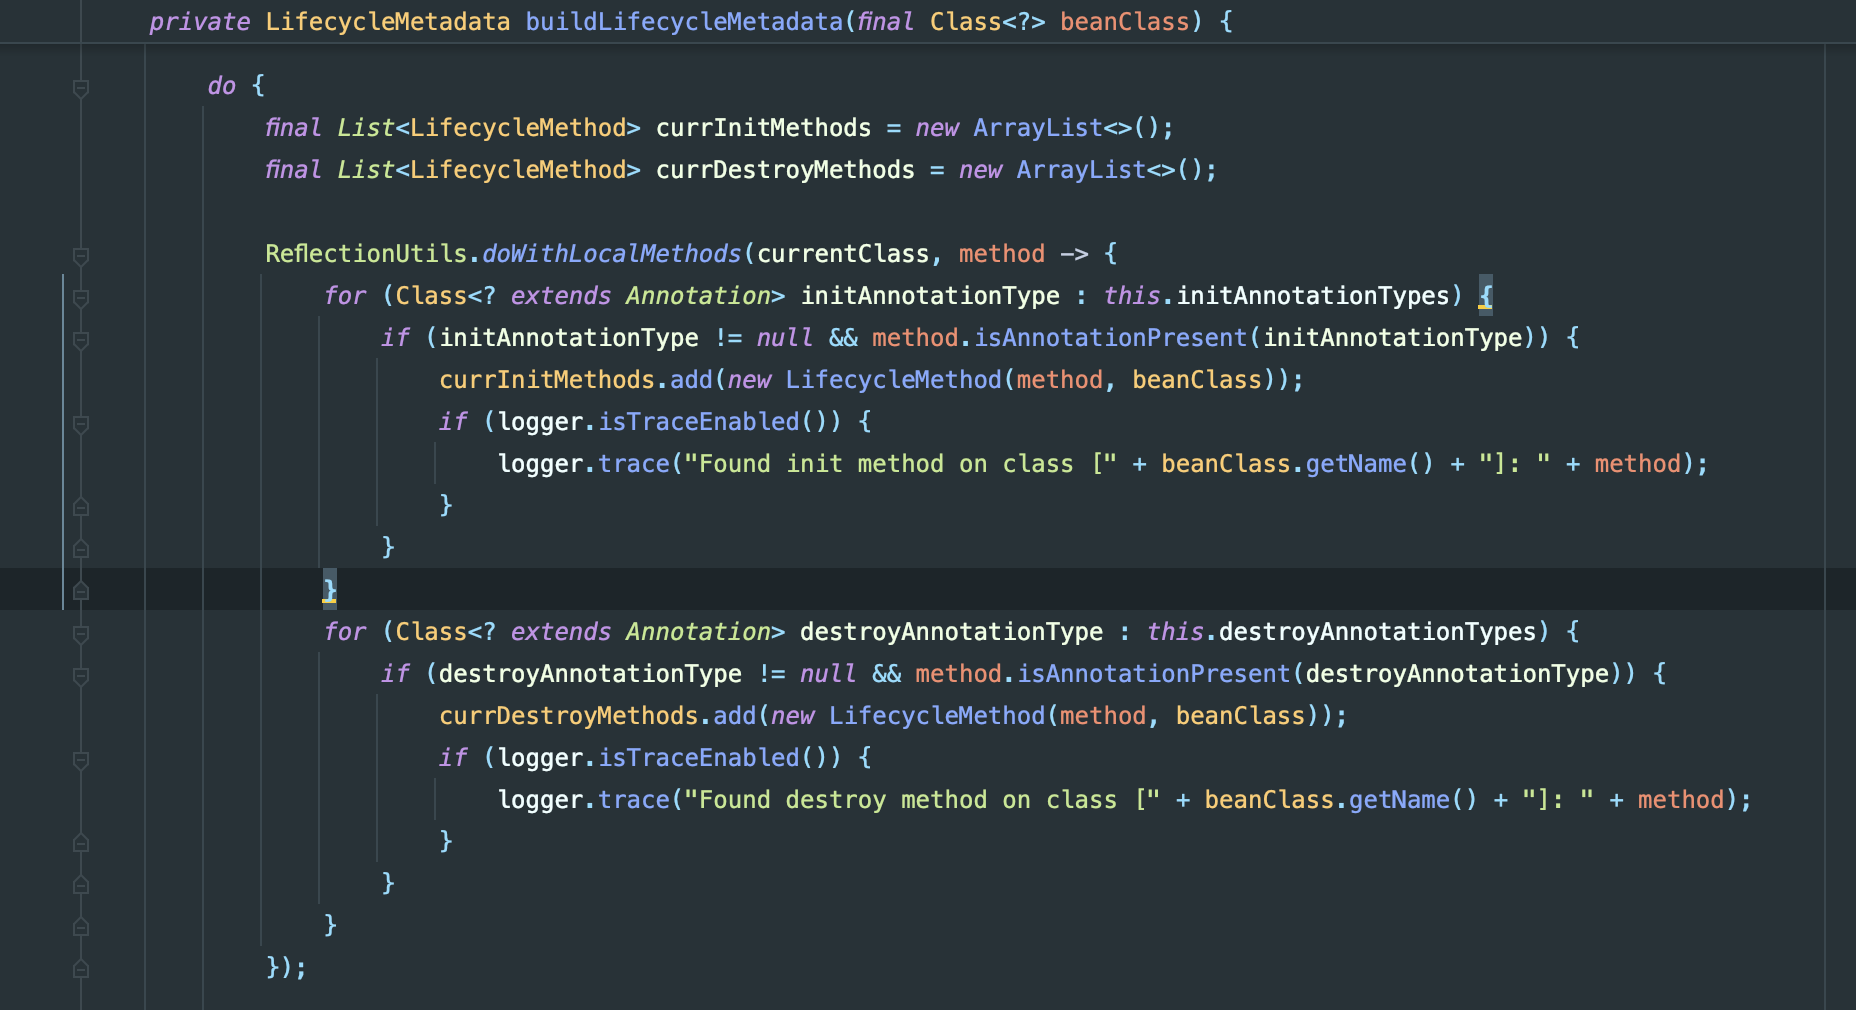 private LifecycleMetadata buildLifecycleMetadata(final Class<?> beanClass) {
do {
final List<LifecycleMethod> currInitMethods = new ArrayList<>();
final List<LifecycleMethod> currDestroyMethods = new ArrayList<>();
ReflectionUtils.doWithLocalMethods(currentClass, method -> {
for (Class<? extends Annotation> initAnnotationType : this.initAnnotationTypes) {
if (initAnnotationType != null && method.isAnnotationPresent(initAnnotationType)) {
currInitMethods.add(new LifecycleMethod(method, beanClass));
if (logger.isTraceEnabled()) {
logger.trace("Found init method on class [" + beanClass.getName() + "]: " + method);
}
}
}
for (Class<? extends Annotation> destroyAnnotationType : this.destroyAnnotationTypes) {
if (destroyAnnotationType != null && method.isAnnotationPresent(destroyAnnotationType)) {
currDestroyMethods.add(new LifecycleMethod(method, beanClass));
if (logger.isTraceEnabled()) {
logger.trace("Found destroy method on class [" + beanClass.getName() + "]: " + method);
}
}
}
});